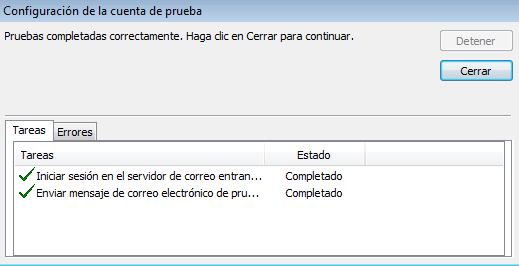 Configuración de la cuenta de prueba
Pruebas completadas correctamente. Haga clic en Cerrar para continuar.
Detener
Cerrar
Tareas
Errores
Tareas
Estado
Iniciar sesión en el servidor de correo entran...
Completado
Enviar mensaje de correo electrónico de pru...
Completado